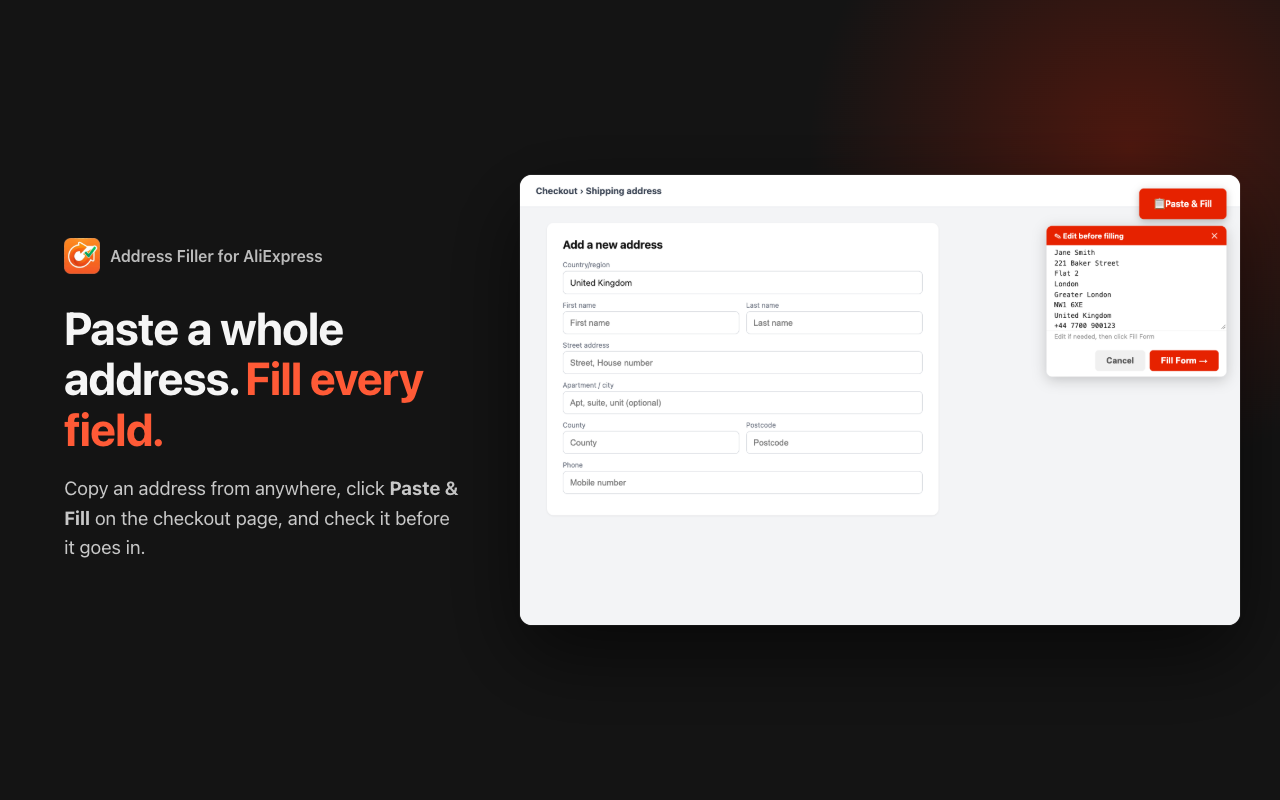 Address Filler for AliExpress
Paste a whole
address. Fill every
field.
Copy an address from anywhere, click Paste &
Fill on the checkout page, and check it before
it goes in.
Checkout › Shipping address
Paste & Fill
Add a new address
Country/region
United Kingdom
First name
Last name
First name
Last name
Street address
Street, House number
Apartment / city
Apt, suite, unit (optional)
County
Postcode
County
Postcode
Phone
Mobile number
Edit before filling
Jane Smith
221 Baker Street
Flat 2
London
Greater London
NW1 6XE
United Kingdom
+44 7700 900123
Edit if needed, then click Fill Form
Cancel
Fill Form →